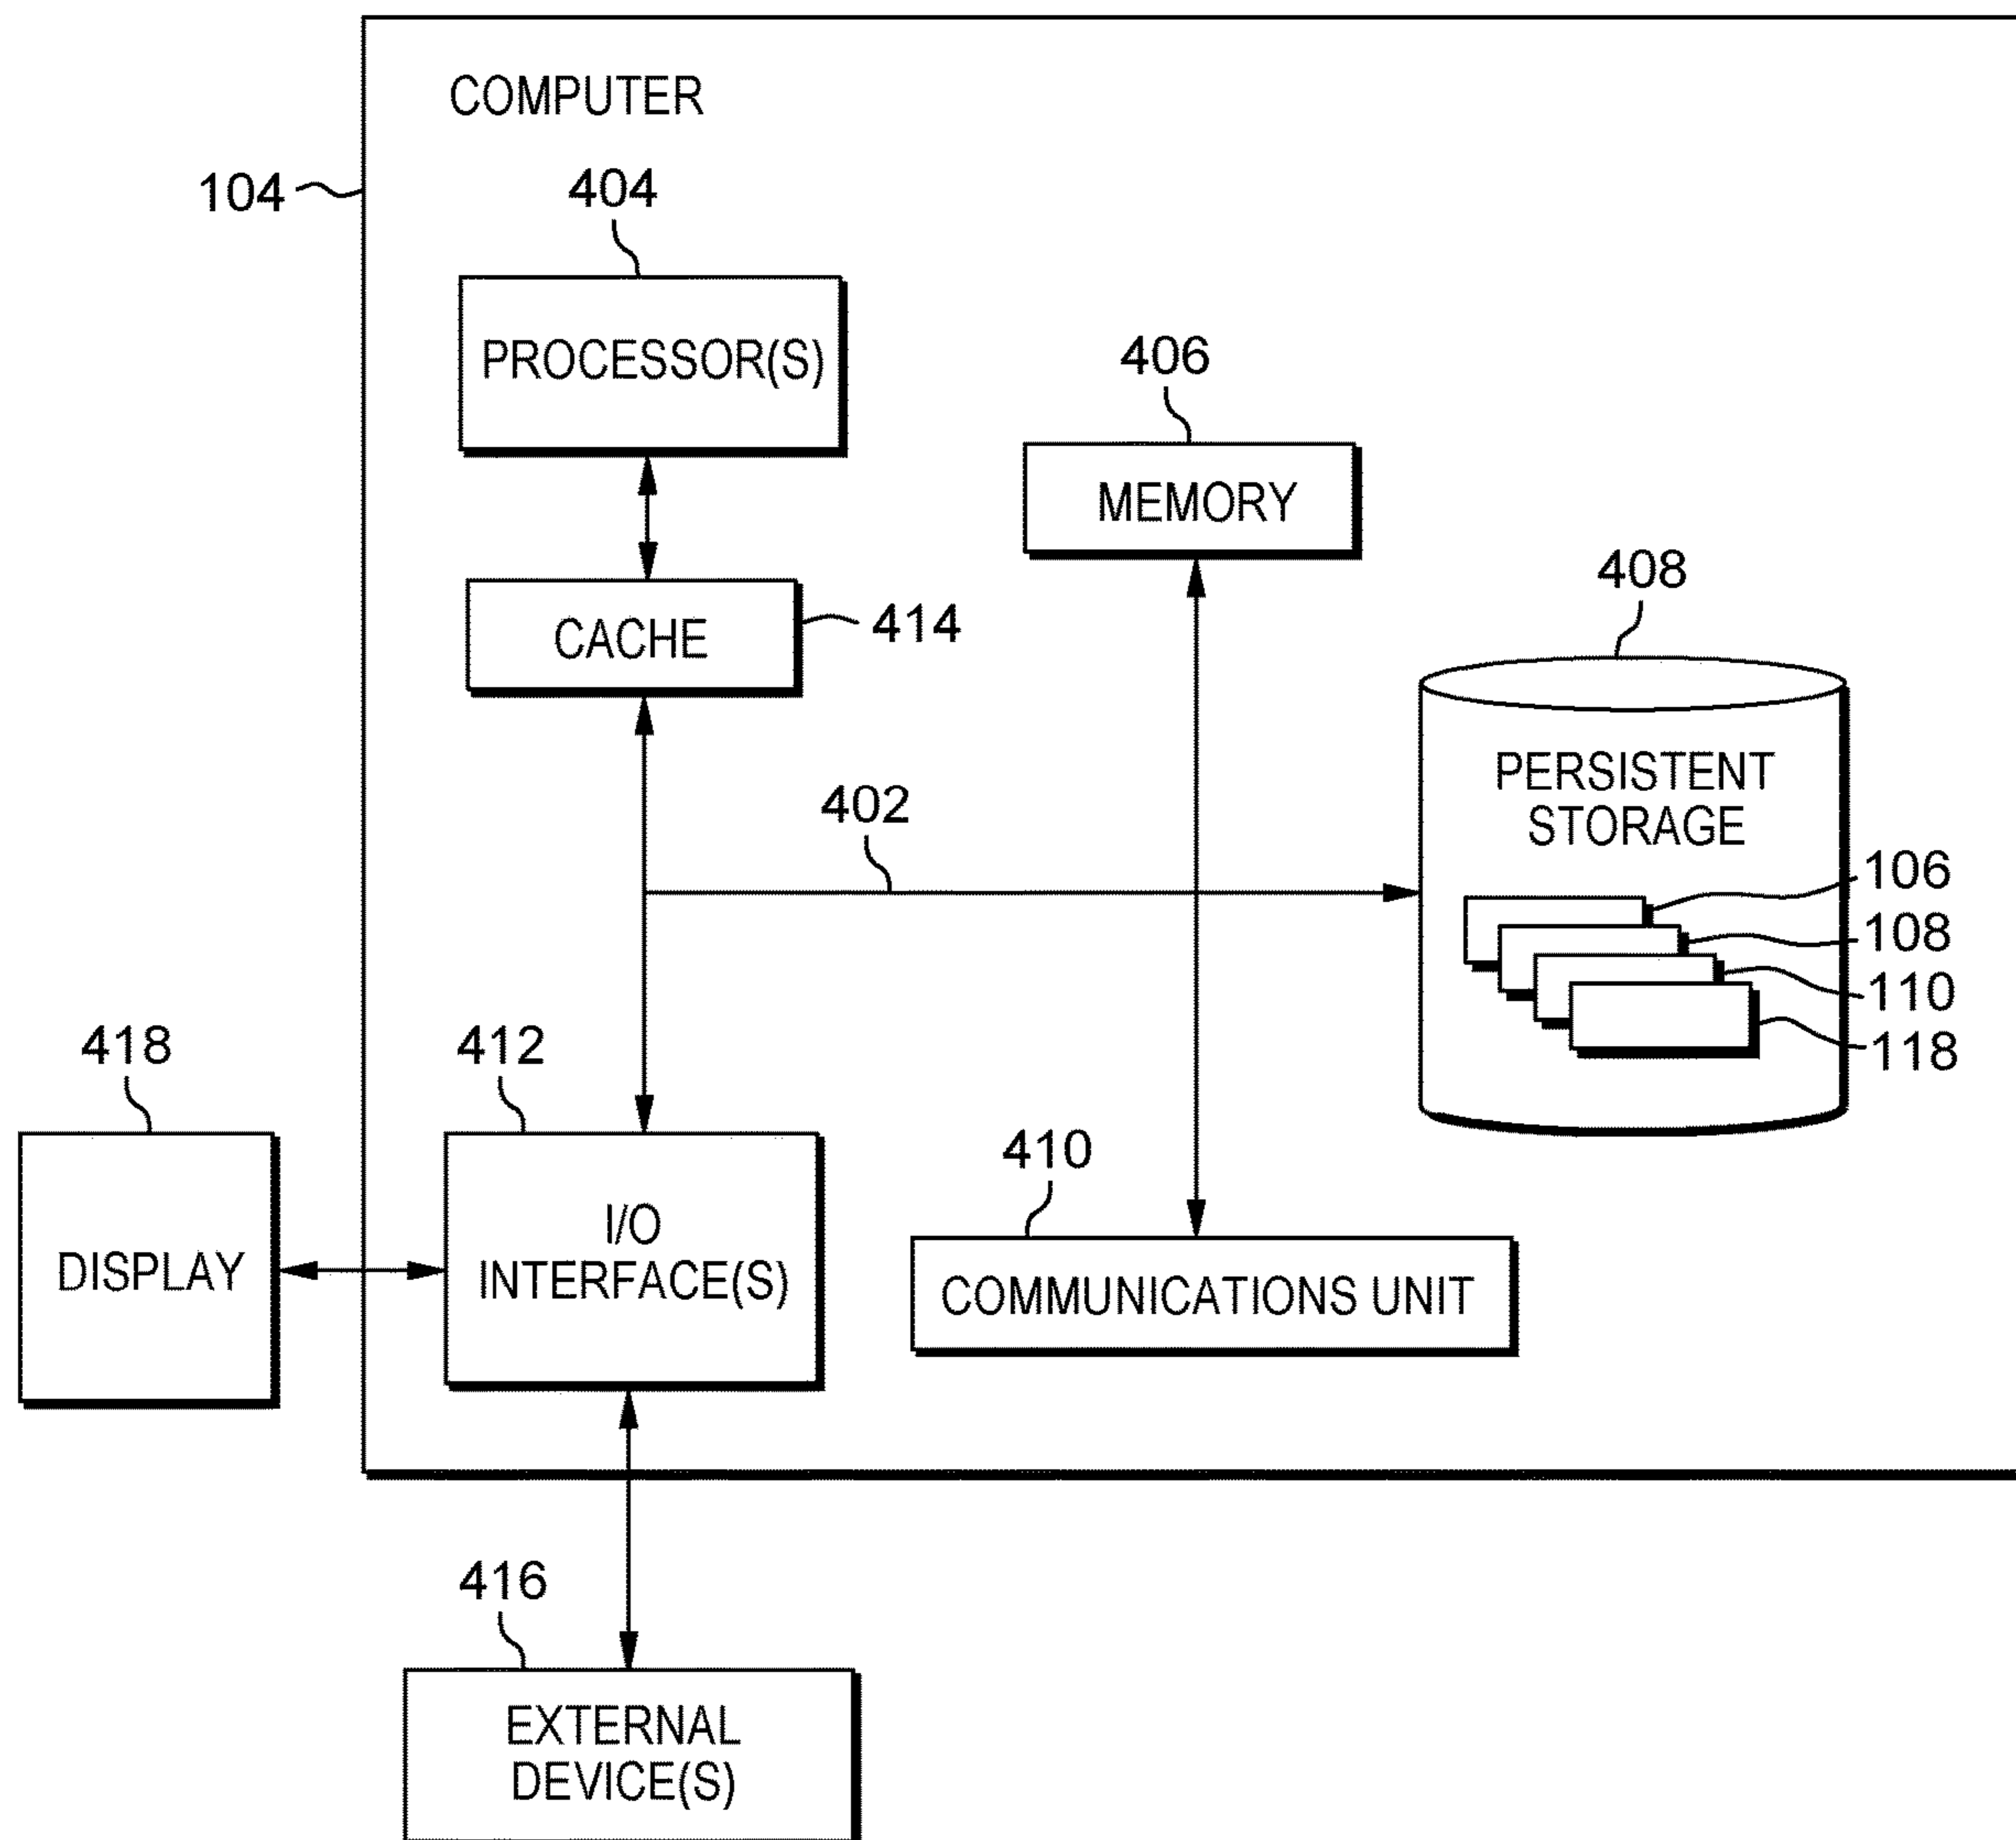 COMPUTER
104
404
PROCESSOR(S)
406
MEMORY
CACHE
414
408
PERSISTENT
STORAGE
402
106
108
110
118
418
412
DISPLAY
I/O
INTERFACE(S)
410
COMMUNICATIONS UNIT
416
EXTERNAL
DEVICE(S)